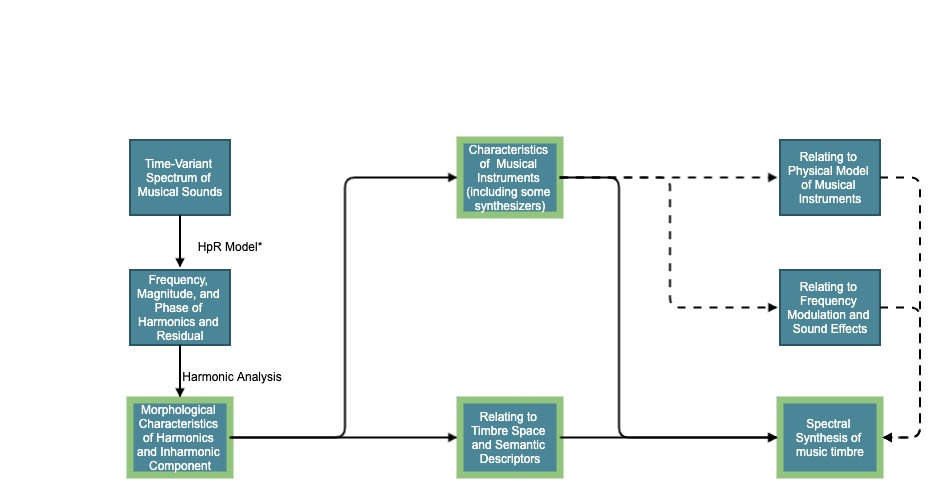 Time-Variant
Spectrum of
Musical Sounds
HpR Model*
Frequency,
Magnitude, and
Phase of
Harmonics and
Residual
Harmonic Analysis
Morphological
Characteristics
of Harmonics
and Inharmonic
Component
Characteristics
of Musical
Instruments
(including some
synthesizers)
Relating to
Timbre Space
and Semantic
Descriptors
Relating to
Physical Model
of Musical
Instruments
Relating to
Frequency
Modulation and
Sound Effects
Spectral
Synthesis of
music timbre